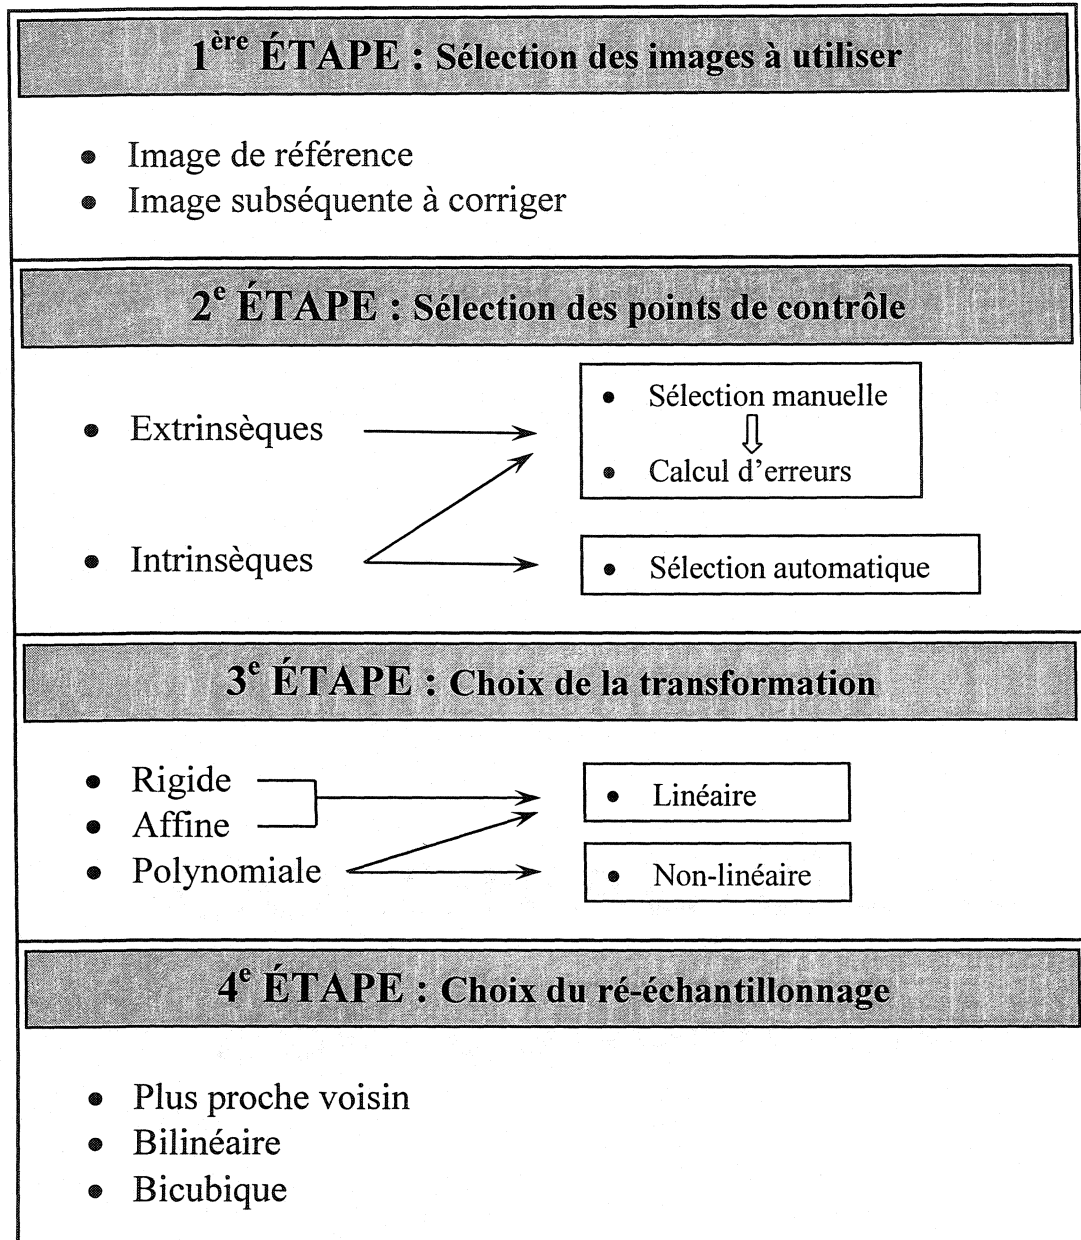 1ère ÉTAPE : Sélection des images à utiliser
• Image de référence
• Image subséquente à corriger
2e ÉTAPE : Sélection des points de contrôle
• Extrinsèques
• Sélection manuelle
• Calcul d'erreurs
• Intrinsèques
• Sélection automatique
3e ÉTAPE : Choix de la transformation
• Rigide
• Affine
• Polynomiale
• Linéaire
• Non-linéaire
4e ÉTAPE : Choix du ré-échantillonnage
• Plus proche voisin
• Bilinéaire
• Bicubique